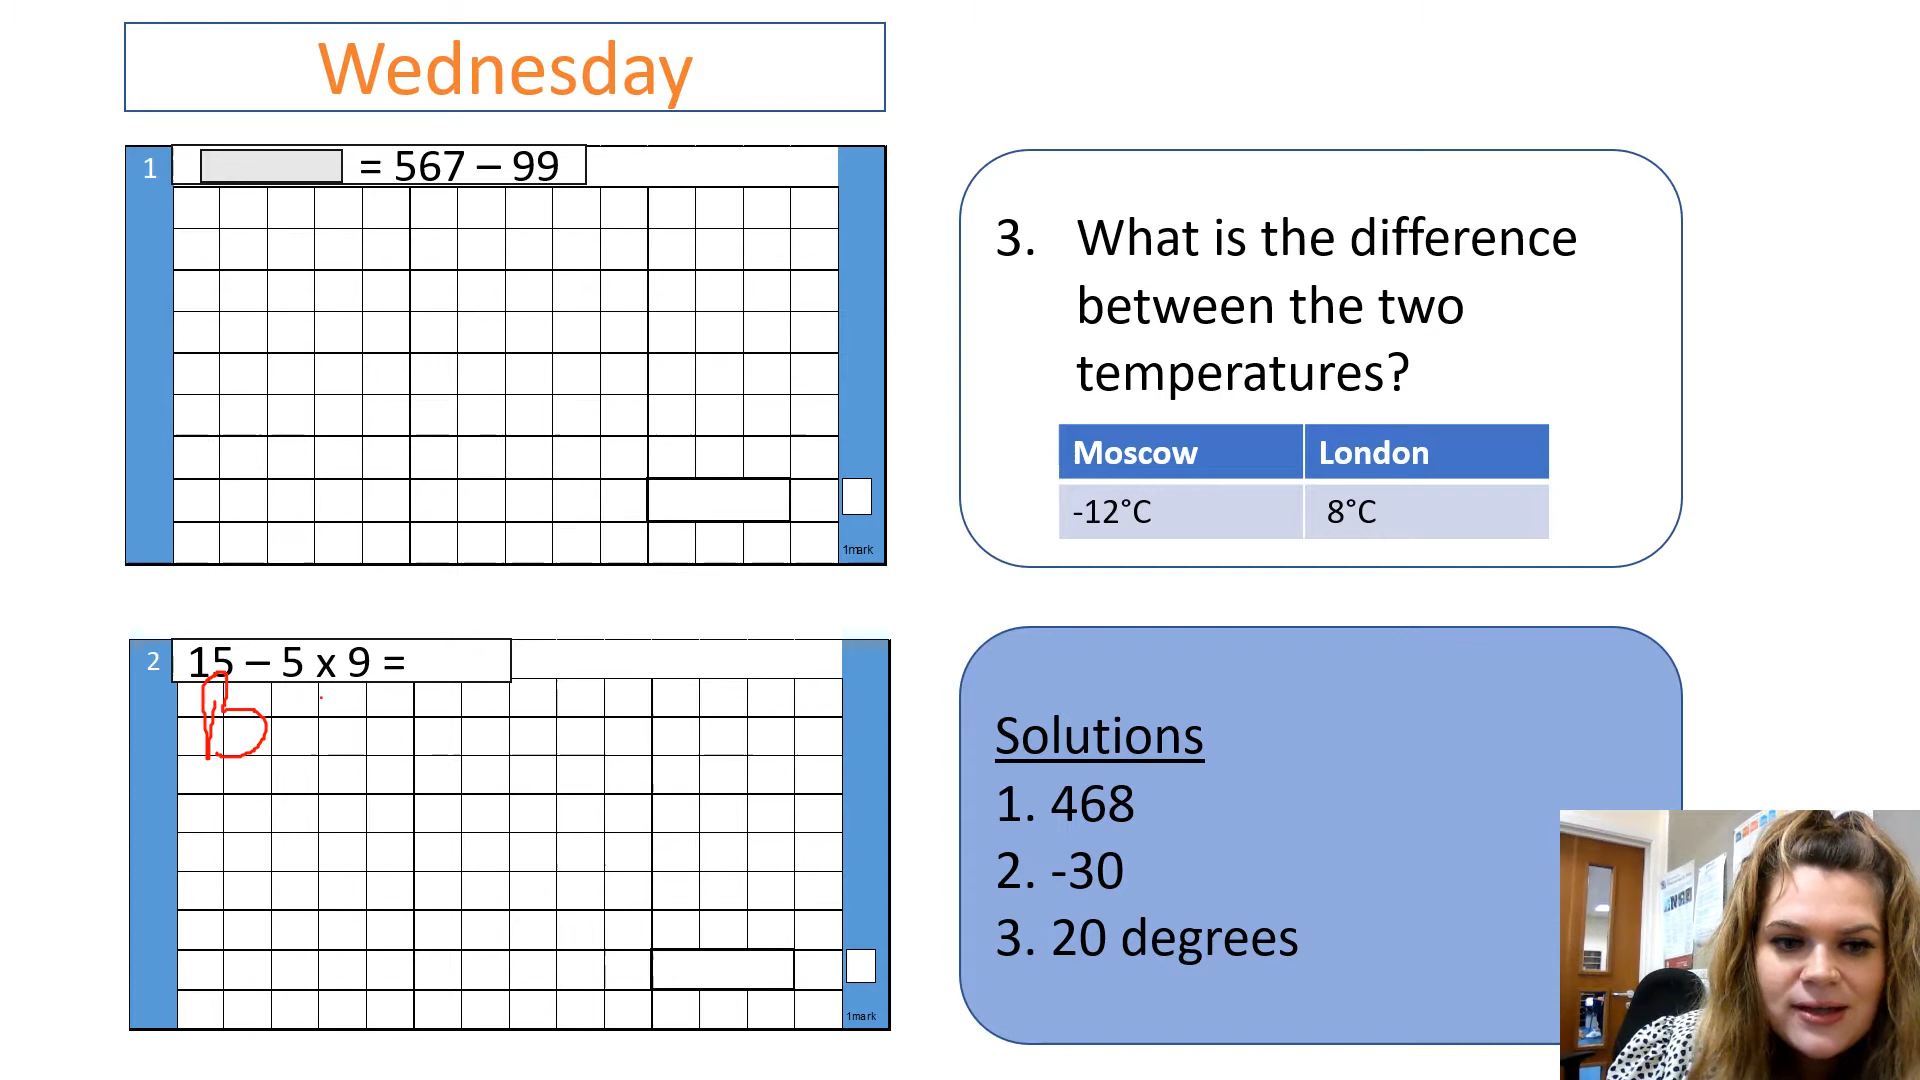 Wednesday
1
= 567 – 99
1mark
2
15 – 5 x 9 =
B
1mark
3. What is the difference
between the two
temperatures?
Moscow London
-12°C 8°C
Solutions
1. 468
2. -30
3. 20 degrees